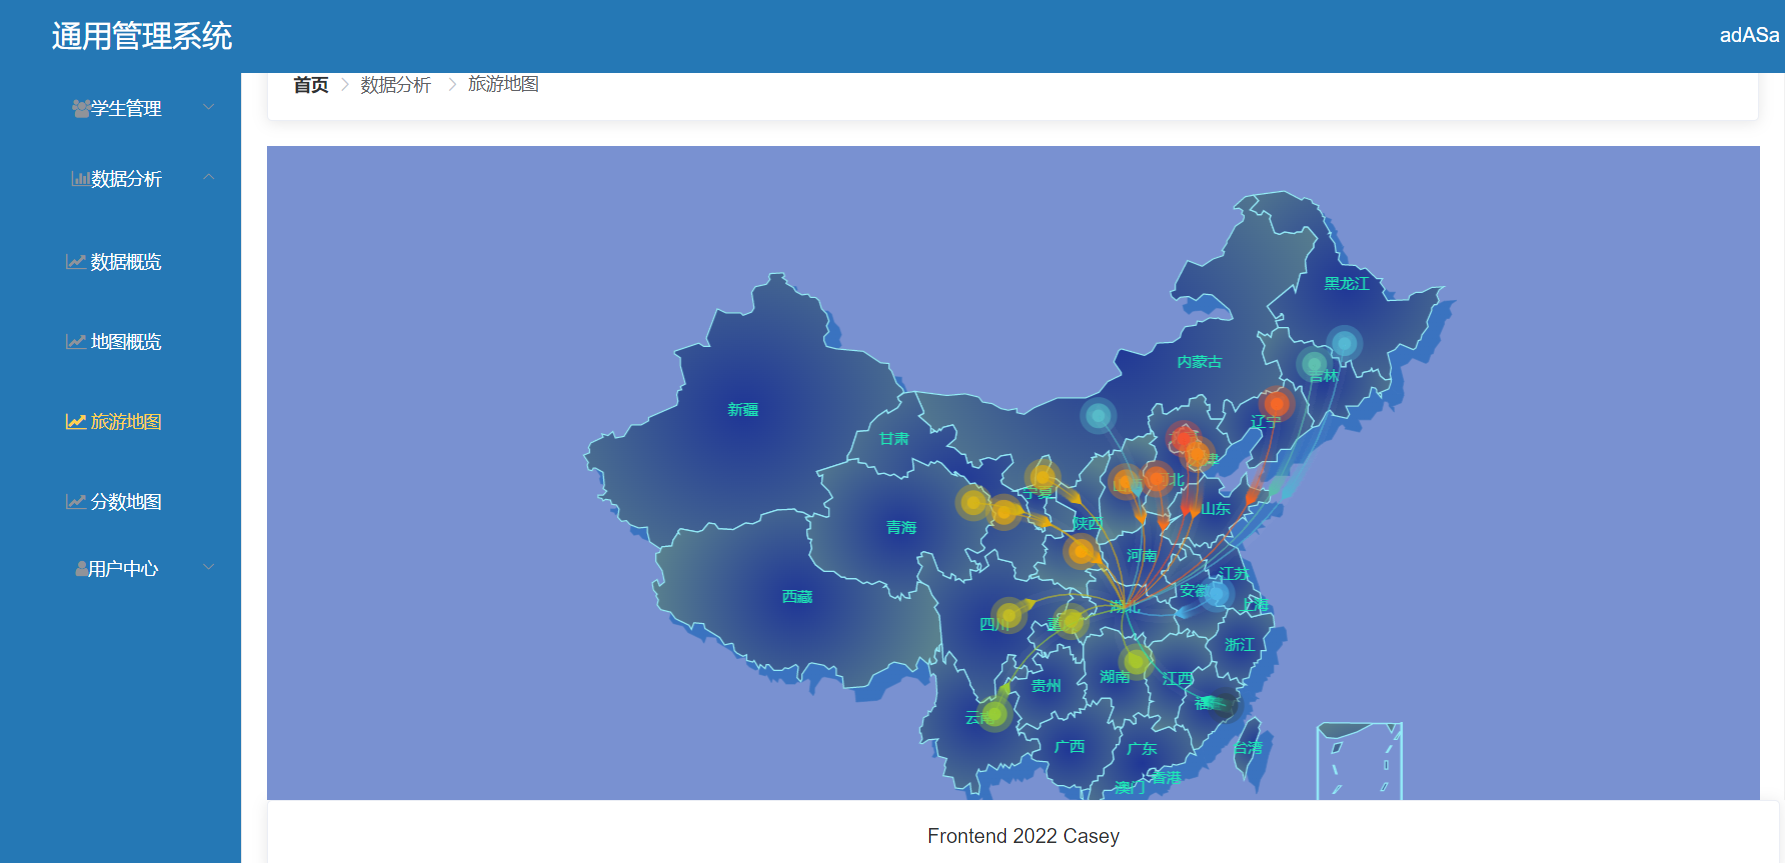 通用管理系统
adASa
首页 > 数据分析 > 旅游地图
学生管理
数据分析
数据概览
地图概览
旅游地图
分数地图
用户中心
黑龙江
内蒙古
吉林
新疆
辽宁
甘肃
宁夏
山东
青海
陕西
河南
江苏
西藏
安徽
上海
湖北
四川
浙江
湖南
江西
贵州
云南
广西
广东
台湾
香港
澳门
Frontend 2022 Casey